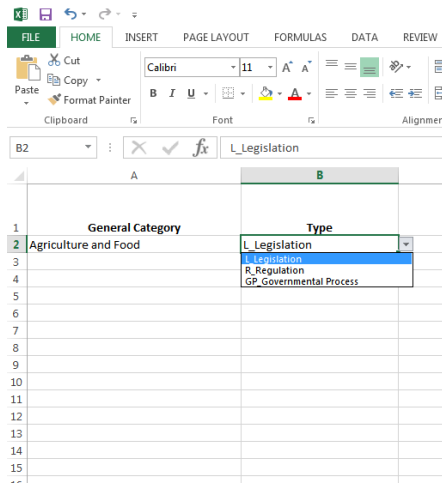 FILE HOME INSERT PAGE LAYOUT FORMULAS DATA REVIEW
Cut
Copy
Format Painter
Paste
Calibri 11 A A
B I U A
Clipboard Font Alignmen
B2 fx L_Legislation
A B
1 General Category Type
2 Agriculture and Food L_Legislation
3 L_Legislation
R_Regulation
4 GP_Governmental Process
5
6
7
8
9
10
11
12
13
14
15
16